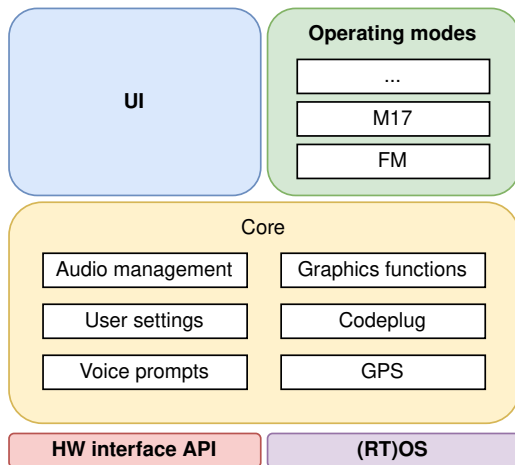 UI
Operating modes
...
M17
FM
Core
Audio management
Graphics functions
User settings
Codeplug
Voice prompts
GPS
HW interface API
(RT)OS